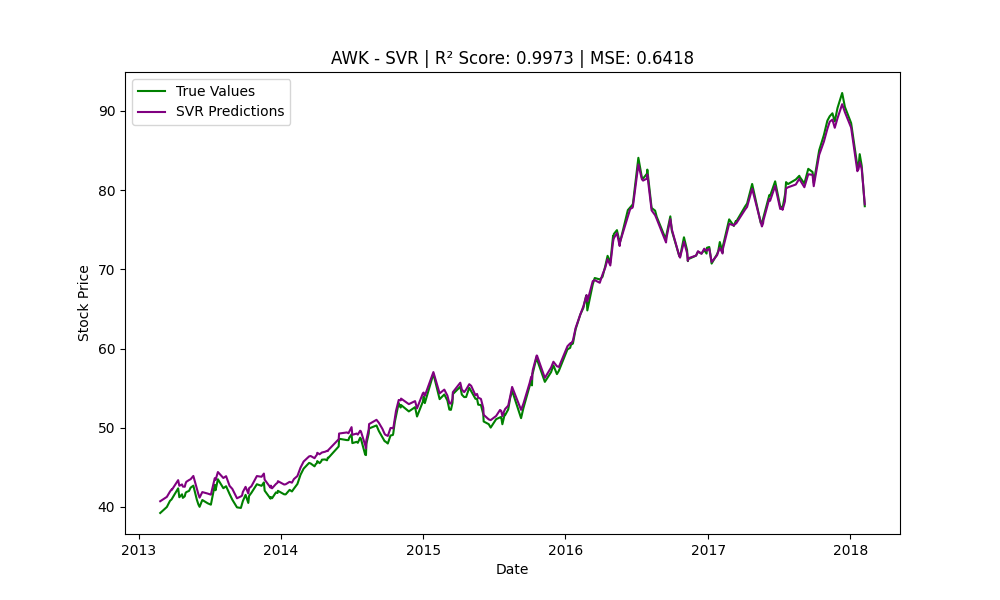 AWK - SVR | R² Score: 0.9973 | MSE: 0.6418
True Values
SVR Predictions
90
80
70
60
50
40
Stock Price
2013 2014 2015 2016 2017 2018
Date